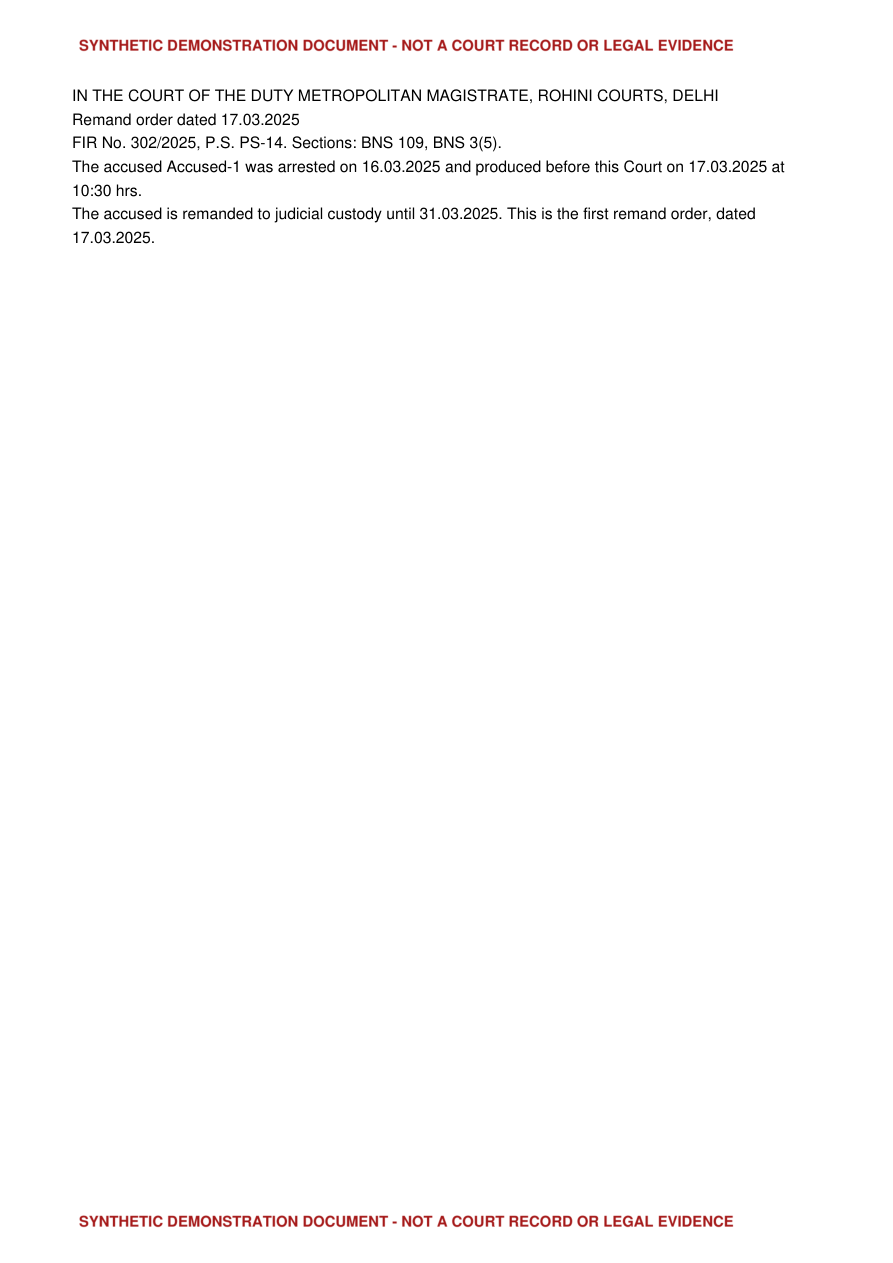 SYNTHETIC DEMONSTRATION DOCUMENT - NOT A COURT RECORD OR LEGAL EVIDENCE
IN THE COURT OF THE DUTY METROPOLITAN MAGISTRATE, ROHINI COURTS, DELHI
Remand order dated 17.03.2025
FIR No. 302/2025, P.S. PS-14. Sections: BNS 109, BNS 3(5).
The accused Accused-1 was arrested on 16.03.2025 and produced before this Court on 17.03.2025 at
10:30 hrs.
The accused is remanded to judicial custody until 31.03.2025. This is the first remand order, dated
17.03.2025.
SYNTHETIC DEMONSTRATION DOCUMENT - NOT A COURT RECORD OR LEGAL EVIDENCE